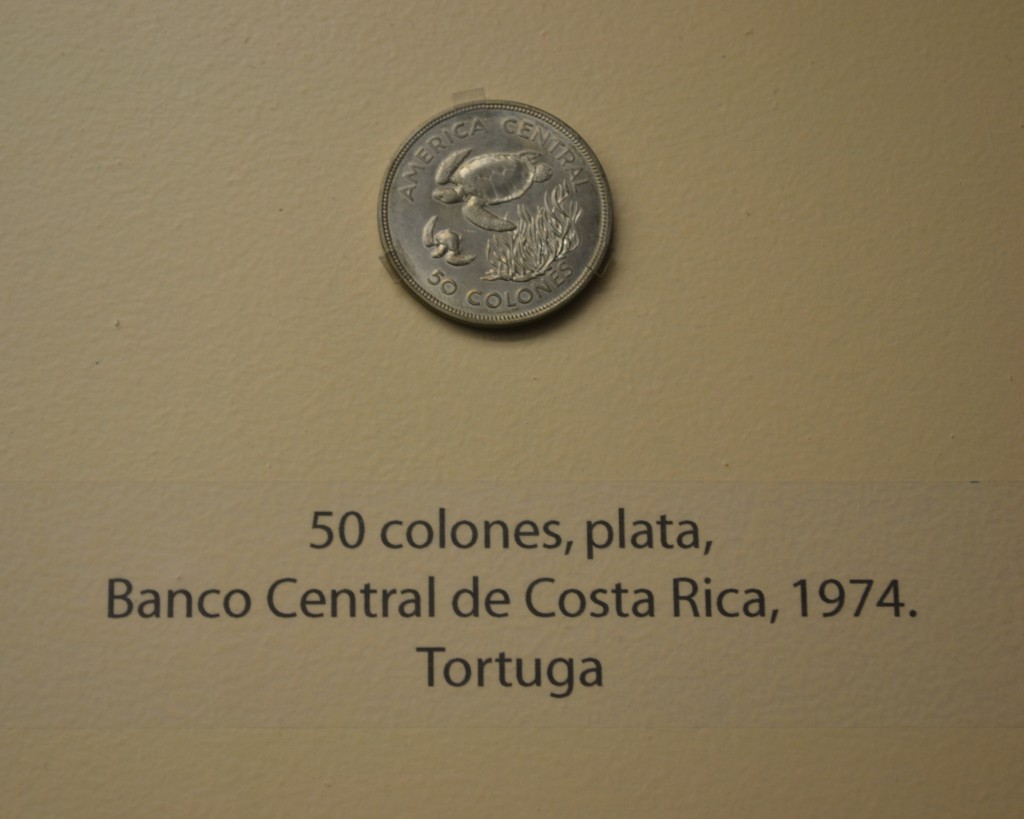 AMERICA CENTRAL
50 COLONES
50 colones, plata,
Banco Central de Costa Rica, 1974.
Tortuga